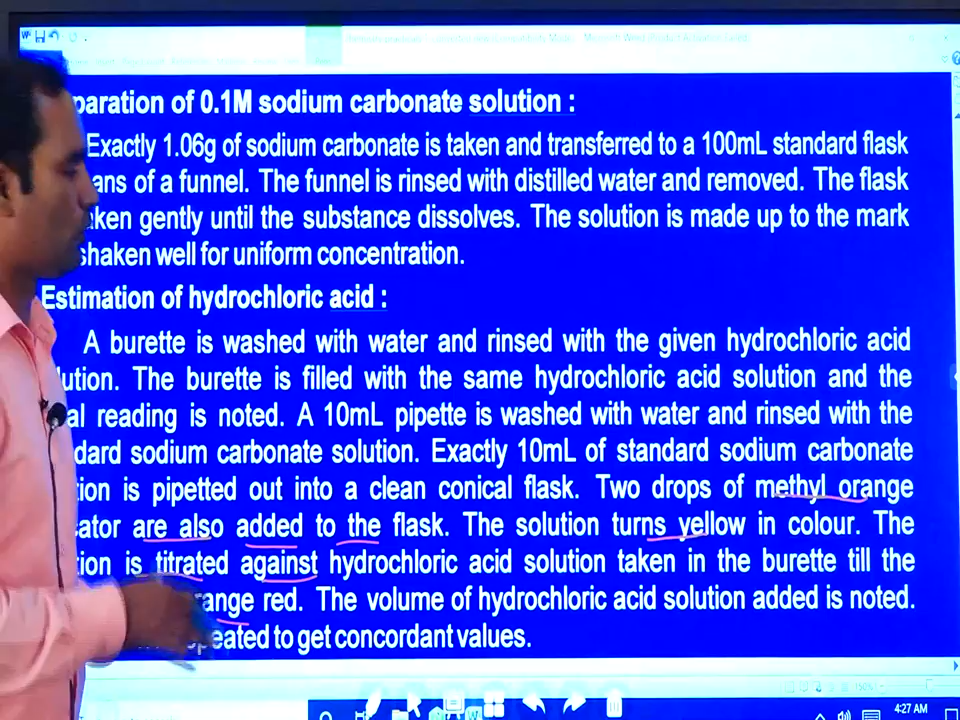 paration of 0.1M sodium carbonate solution :
Exactly 1.06g of sodium carbonate is taken and transferred to a 100mL standard flask
ans of a funnel. The funnel is rinsed with distilled water and removed. The flask
aken gently until the substance dissolves. The solution is made up to the mark
shaken well for uniform concentration.
Estimation of hydrochloric acid :
A burette is washed with water and rinsed with the given hydrochloric acid
lution. The burette is filled with the same hydrochloric acid solution and the
al reading is noted. A 10mL pipette is washed with water and rinsed with the
dard sodium carbonate solution. Exactly 10mL of standard sodium carbonate
tion is pipetted out into a clean conical flask. Two drops of methyl orange
cator are also added to the flask. The solution turns yellow in colour. The
tion is titrated against hydrochloric acid solution taken in the burette till the
range red. The volume of hydrochloric acid solution added is noted.
peated to get concordant values.
4:27 AM